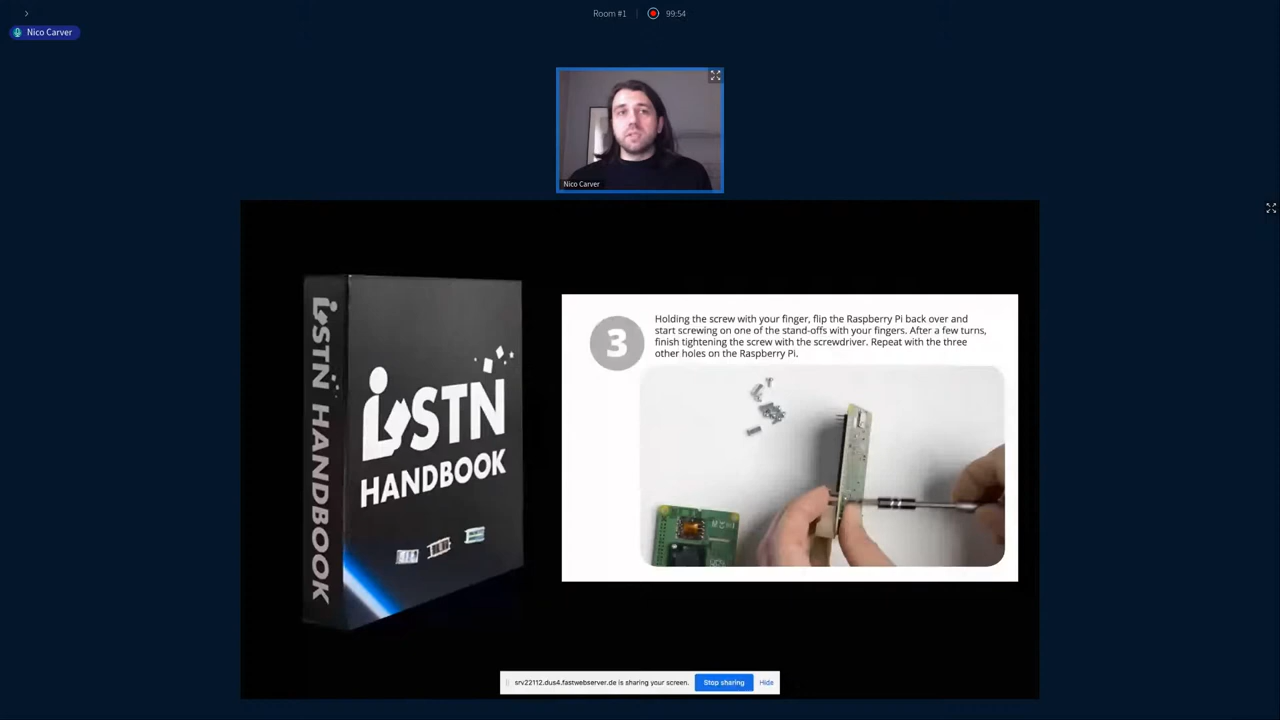 Room #1
99:54
Nico Carver
Nico Carver
LISTN HANDBOOK
LISTN
HANDBOOK
3
Holding the screw with your finger, flip the Raspberry Pi back over and
start screwing on one of the stand-offs with your fingers. After a few turns,
finish tightening the screw with the screwdriver. Repeat with the three
other holes on the Raspberry Pi.
srv22112.dus4.fastwebserver.de is sharing your screen.
Stop sharing
Hide